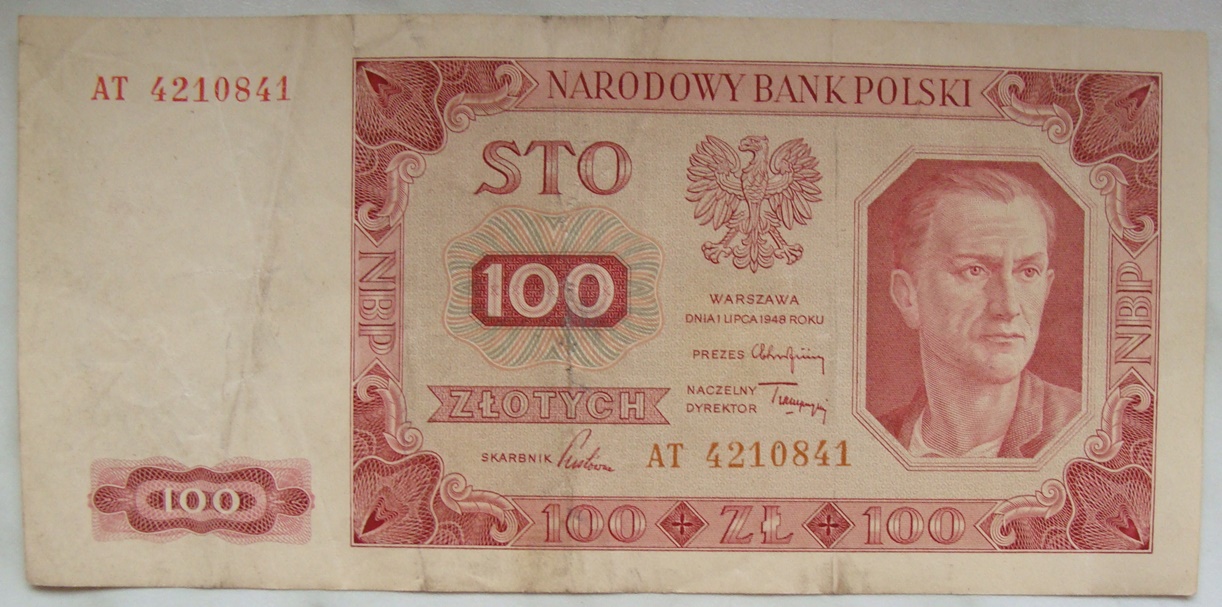 AT 4210841
NARODOWY BANK POLSKI
STO
100
ZŁOTYCH
WARSZAWA
DNIA 1 LIPCA 1948 ROKU
PREZES
NACZELNY
DYREKTOR
SKARBNIK
AT 4210841
NBP
NBP
100
100 ZŁ 100